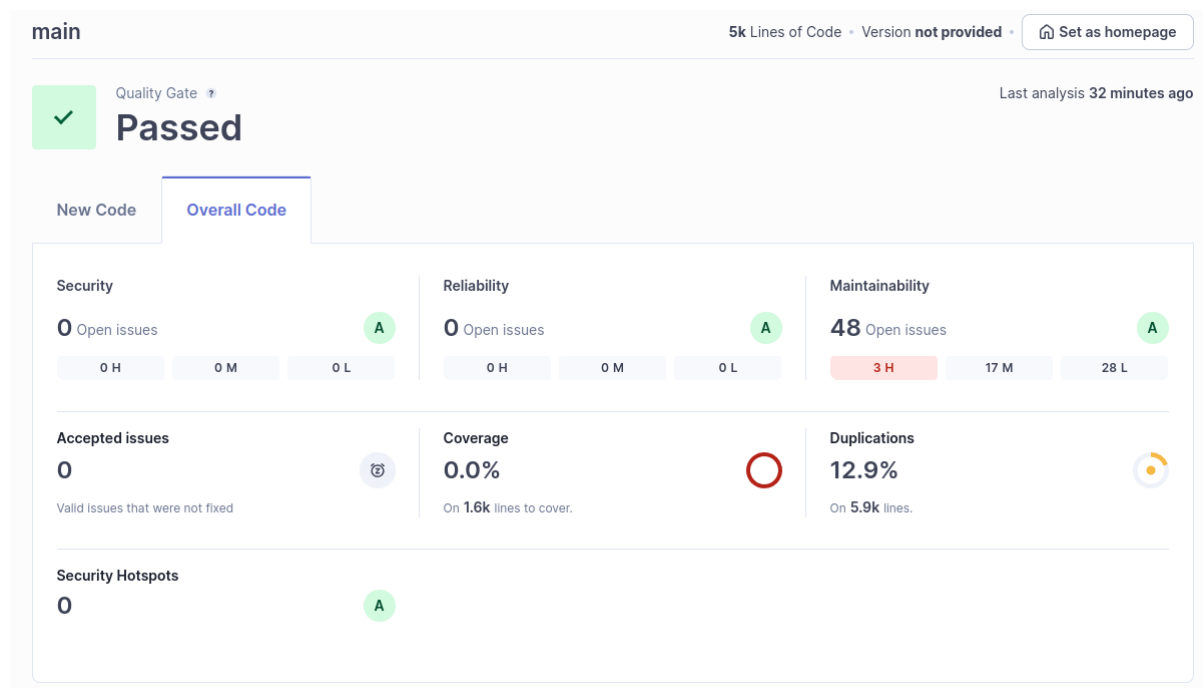 main
5k Lines of Code • Version not provided • Set as homepage
Quality Gate ?
Last analysis 32 minutes ago
Passed
New Code
Overall Code
Security
0 Open issues
A
0 H
0 M
0 L
Reliability
0 Open issues
A
0 H
0 M
0 L
Maintainability
48 Open issues
A
3 H
17 M
28 L
Accepted issues
0
Valid issues that were not fixed
Coverage
0.0%
On 1.6k lines to cover.
Duplications
12.9%
On 5.9k lines.
Security Hotspots
0
A